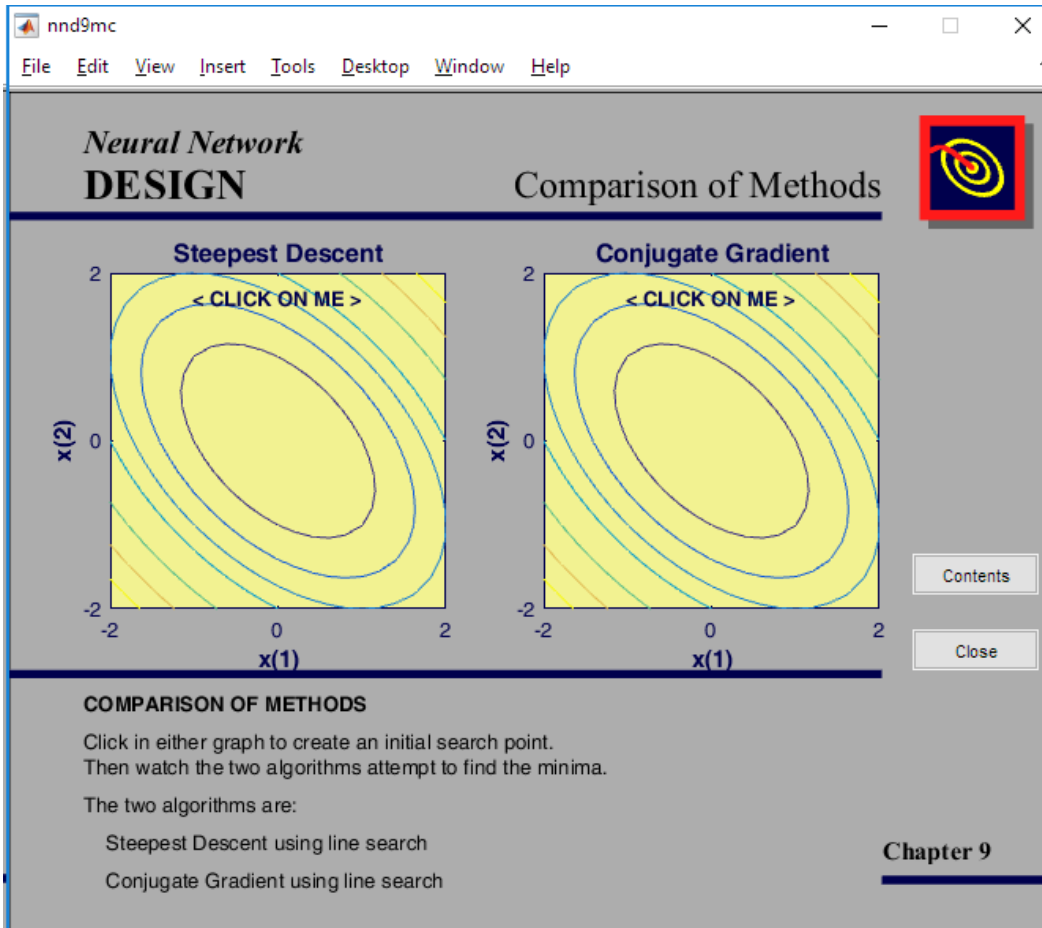 nnd9mc
File Edit View Insert Tools Desktop Window Help
Neural Network
DESIGN
Comparison of Methods
Steepest Descent
2
< CLICK ON ME >
x(2)
0
-2
-2 0 2
x(1)
Conjugate Gradient
2
< CLICK ON ME >
x(2)
0
-2
-2 0 2
x(1)
Contents
Close
COMPARISON OF METHODS
Click in either graph to create an initial search point.
Then watch the two algorithms attempt to find the minima.
The two algorithms are:
Steepest Descent using line search
Conjugate Gradient using line search
Chapter 9